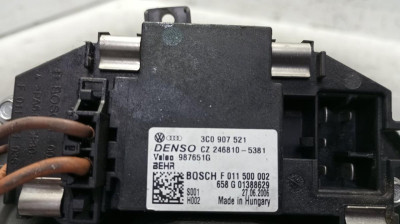 3C0 907 521
DENSO CZ 246810-5381
Valeo 987651G
BEHR
BOSCH F 011 500 002
658 G 01388629
S001 27.06.2006
H002 Made in Hungary